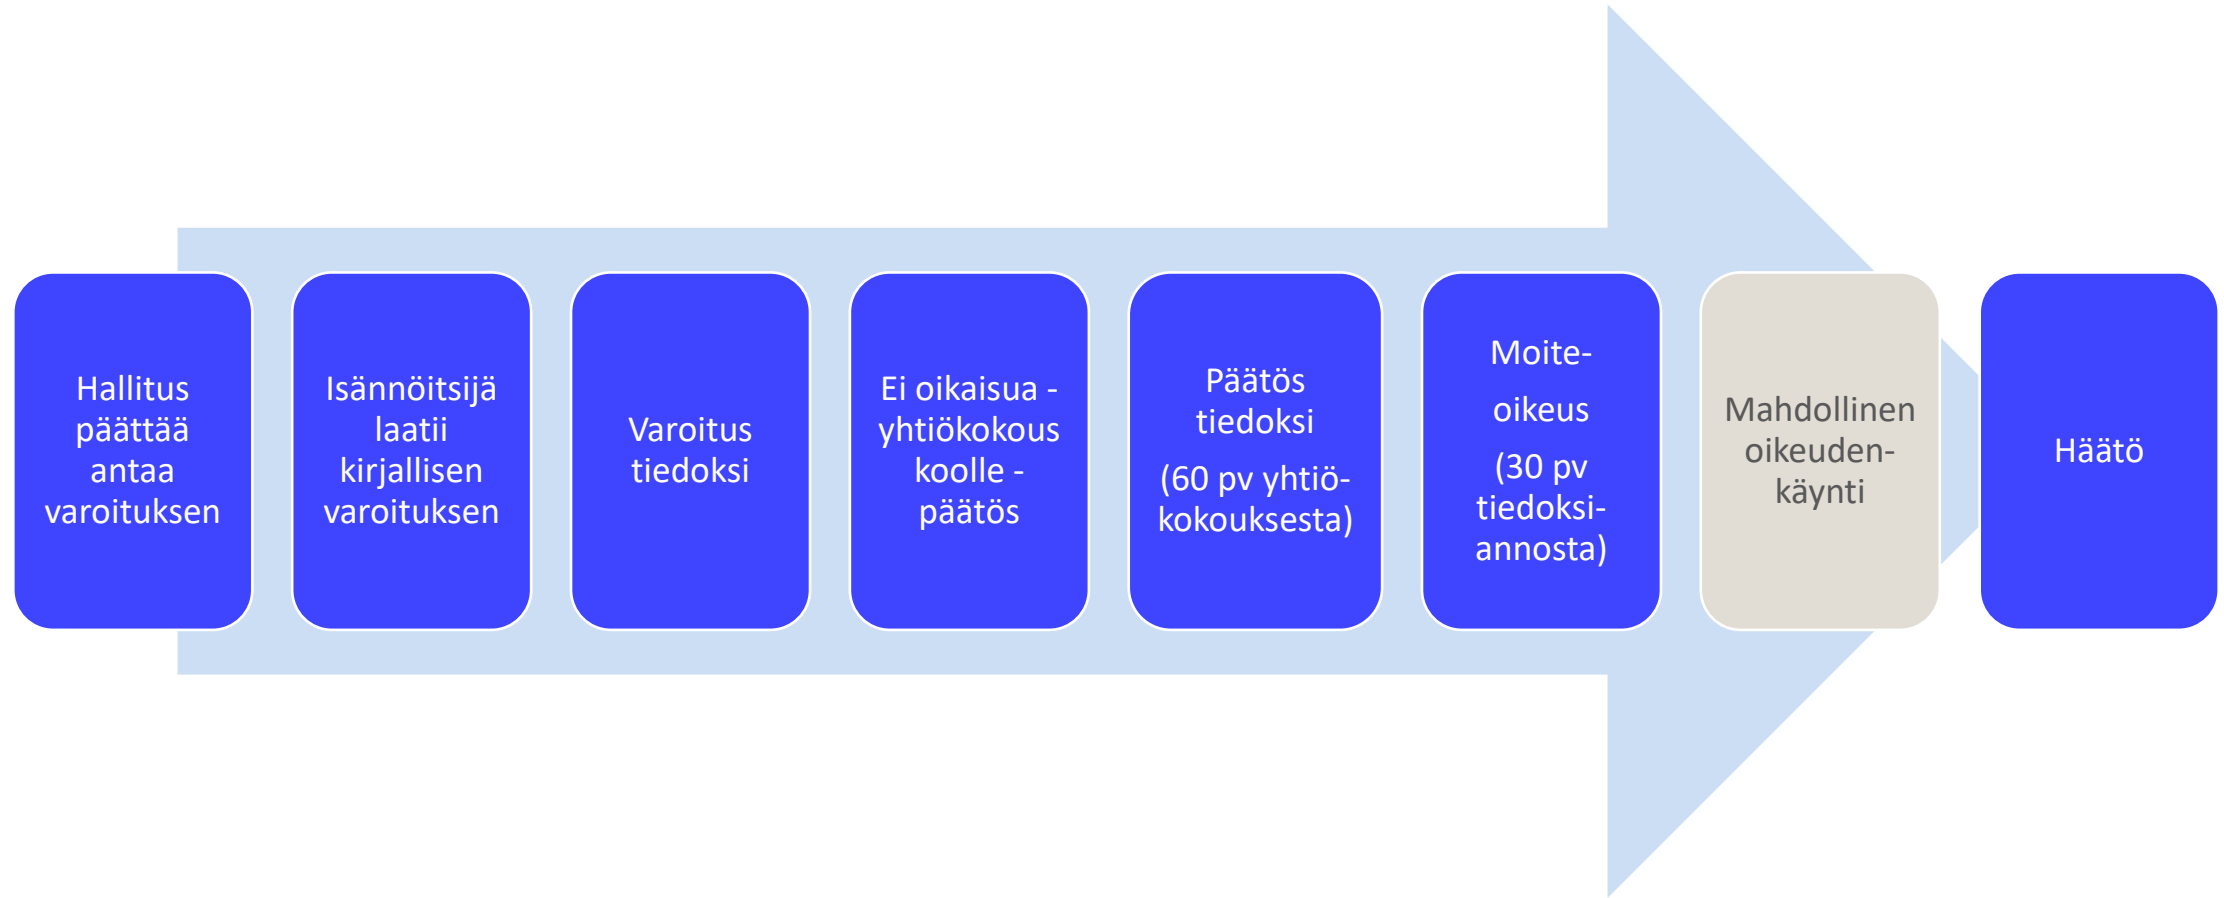 Hallitus
päättää
antaa
varoituksen
Isännöitsijä
laatii
kirjallisen
varoituksen
Varoitus
tiedoksi
Ei oikaisua -
yhtiökokous
koolle -
päätös
Päätös
tiedoksi
(60 pv yhtiö-
kokouksesta)
Moite-
oikeus
(30 pv
tiedoksi-
annosta)
Mahdollinen
oikeuden-
käynti
Häätö